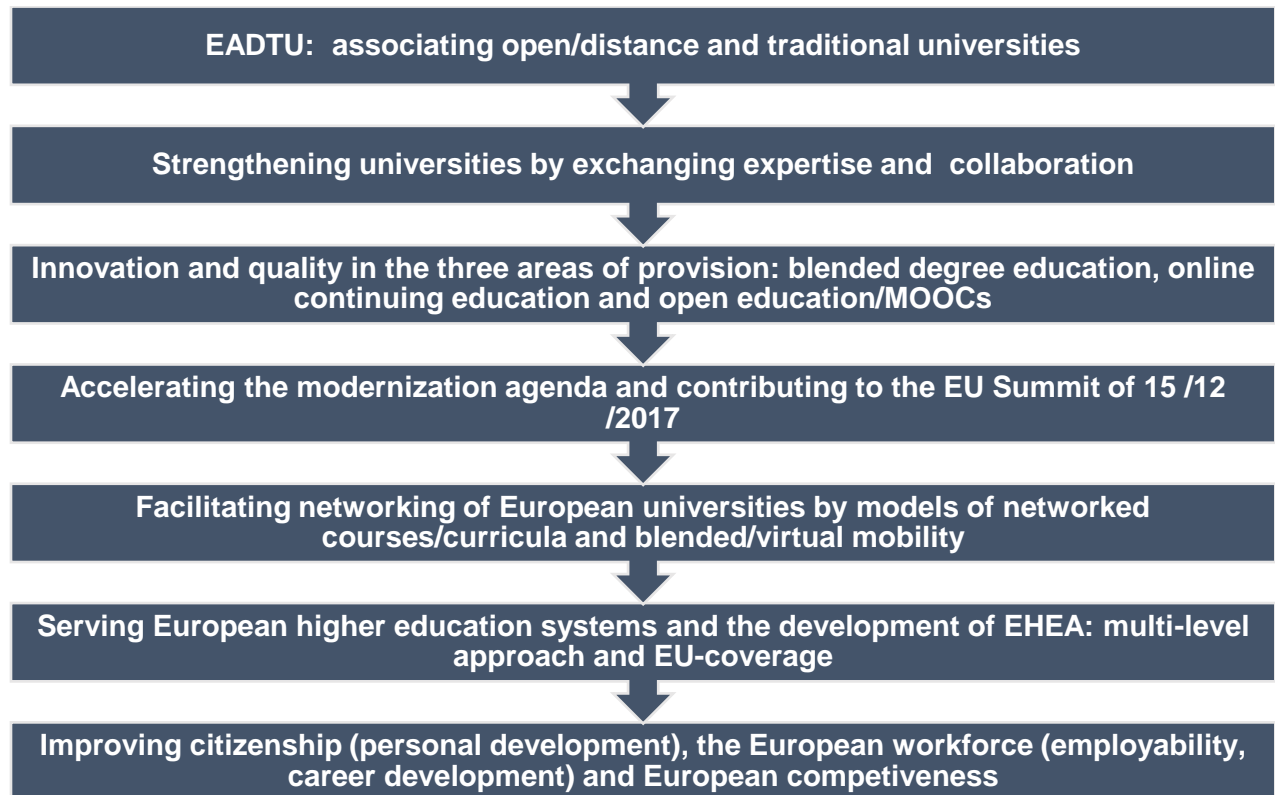 EADTU:  associating open/distance and traditional universities
Strengthening universities by exchanging expertise and  collaboration
Innovation and quality in the three areas of provision: blended degree education, online
continuing education and open education/MOOCs
Accelerating the modernization agenda and contributing to the EU Summit of 15 /12
/2017
Facilitating networking of European universities by models of networked
courses/curricula and blended/virtual mobility
Serving European higher education systems and the development of EHEA: multi-level
approach and EU-coverage
Improving citizenship (personal development), the European workforce (employability,
career development) and European competiveness